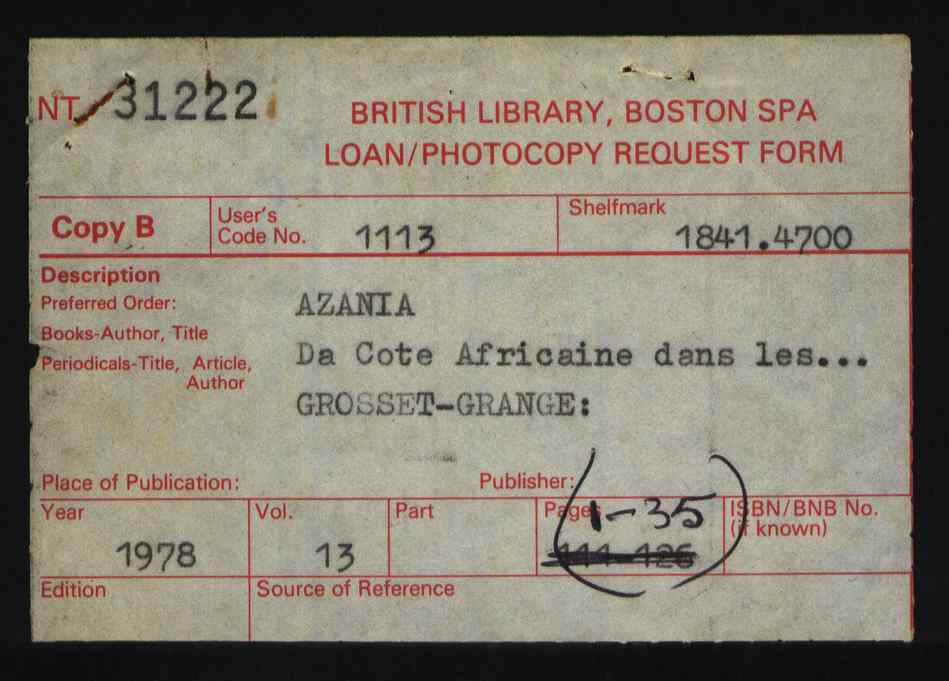 NT 31222
BRITISH LIBRARY, BOSTON SPA
LOAN/PHOTOCOPY REQUEST FORM
Copy B
User's
Code No. 1113
Shelfmark
1841.4700
Description
Preferred Order:
AZANIA
Books-Author, Title
Da Cote Africaine dans les...
Periodicals-Title, Article,
Author
GROSSET-GRANGE:
Place of Publication:
Publisher:
Year
1978
Vol.
13
Part
Pages
1-35
111-126
ISBN/BNB No.
(if known)
Edition
Source of Reference